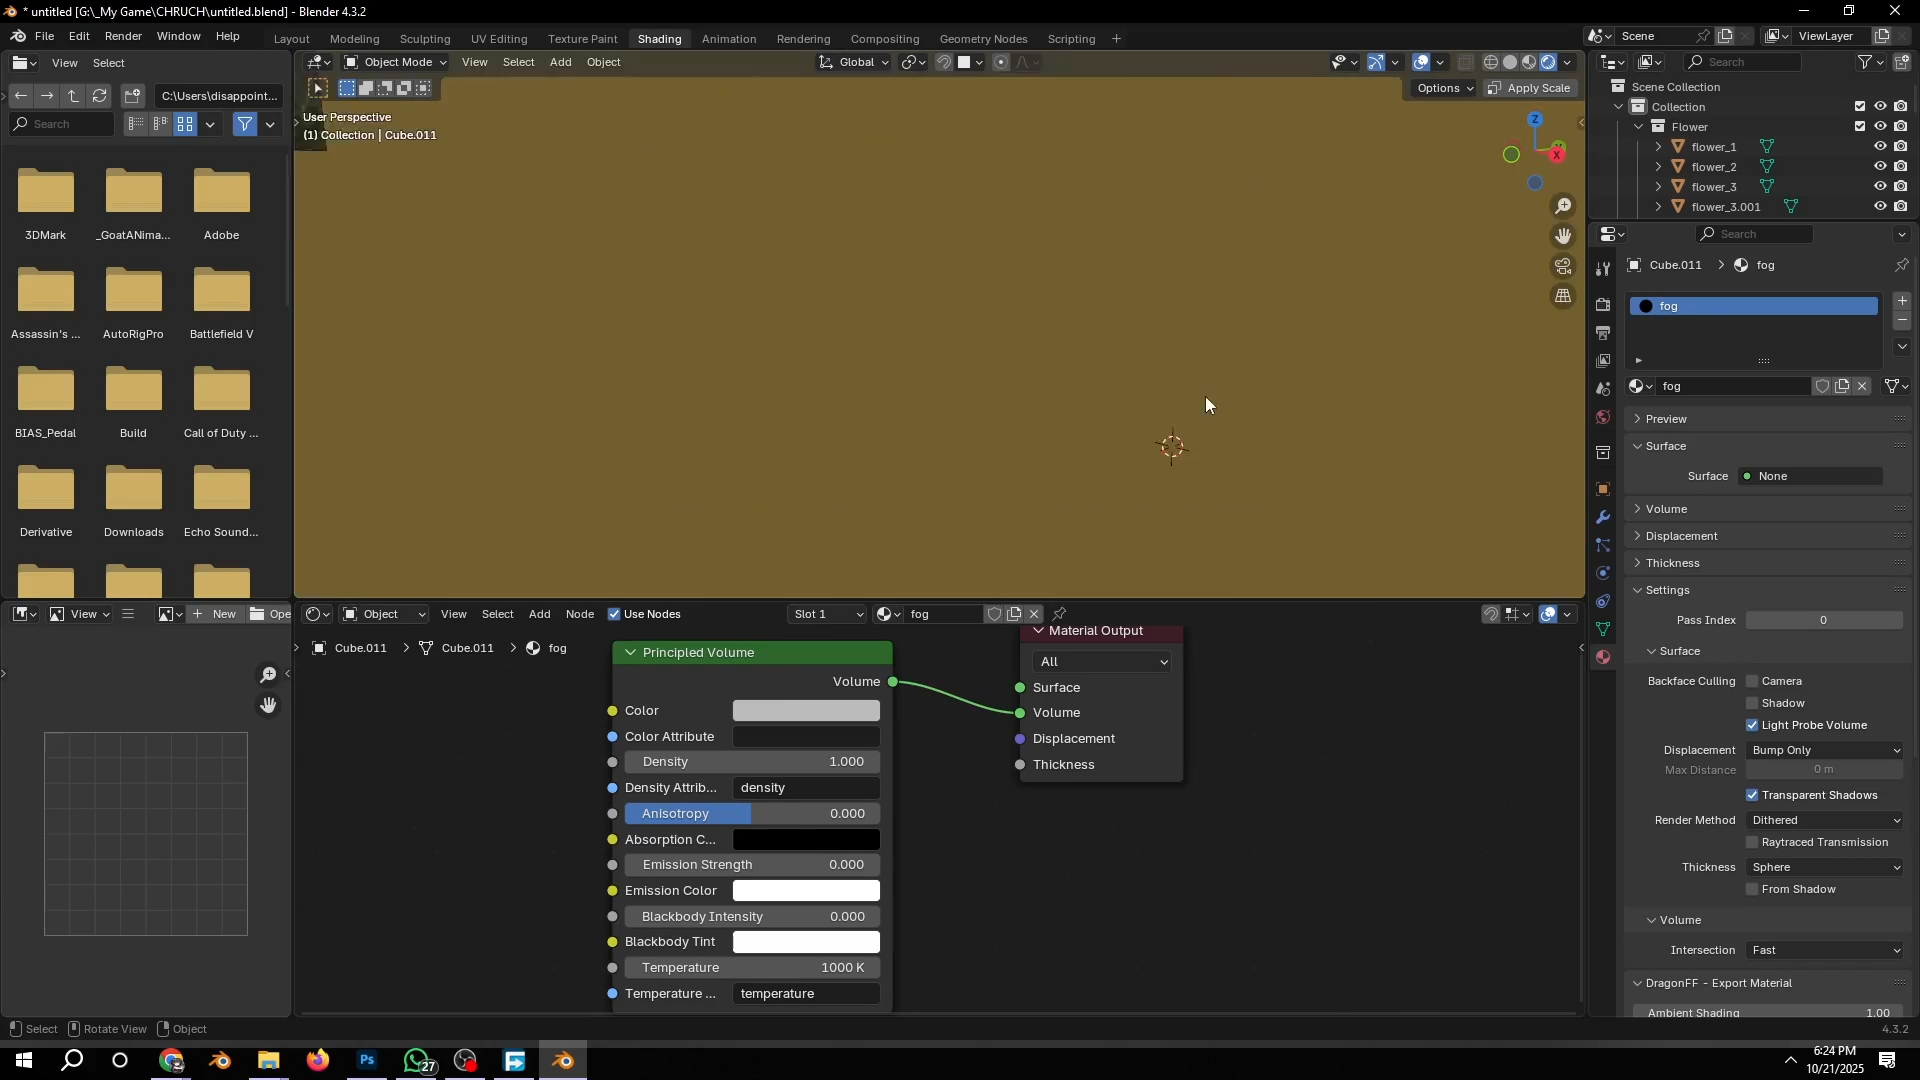 * untitled [G:\_My Game\CHRUCH\untitled.blend] - Blender 4.3.2
File Edit Render Window Help
Layout Modeling Sculpting UV Editing Texture Paint Shading Animation Rendering Compositing Geometry Nodes Scripting +
Scene
ViewLayer
View Select
Object Mode View Select Add Object
Global
Search
C:\Users\disappoint...
Search
Options Apply Scale
User Perspective
(1) Collection | Cube.011
Z
Y
X
Scene Collection
Collection
Flower
flower_1
flower_2
flower_3
flower_3.001
3DMark _GoatANima... Adobe
Assassin's ... AutoRigPro Battlefield V
BIAS_Pedal Build Call of Duty ...
Derivative Downloads Echo Sound...
Search
Cube.011 > fog
fog
fog
Preview
Surface
Surface None
Volume
Displacement
Thickness
Settings
Pass Index 0
Surface
Backface Culling Camera
Shadow
Light Probe Volume
Displacement Bump Only
Max Distance 0 m
Transparent Shadows
Render Method Dithered
Raytraced Transmission
Thickness Sphere
From Shadow
Volume
Intersection Fast
DragonFF - Export Material
Ambient Shading 1.00
View + New Ope
Object View Select Add Node Use Nodes Slot 1 fog
Cube.011 > Cube.011 > fog
Principled Volume
Volume
Color
Color Attribute
Density 1.000
Density Attrib... density
Anisotropy 0.000
Absorption C...
Emission Strength 0.000
Emission Color
Blackbody Intensity 0.000
Blackbody Tint
Temperature 1000 K
Temperature ... temperature
Material Output
All
Surface
Volume
Displacement
Thickness
Select Rotate View Object
4.3.2
Ps
27
6:24 PM
10/21/2025